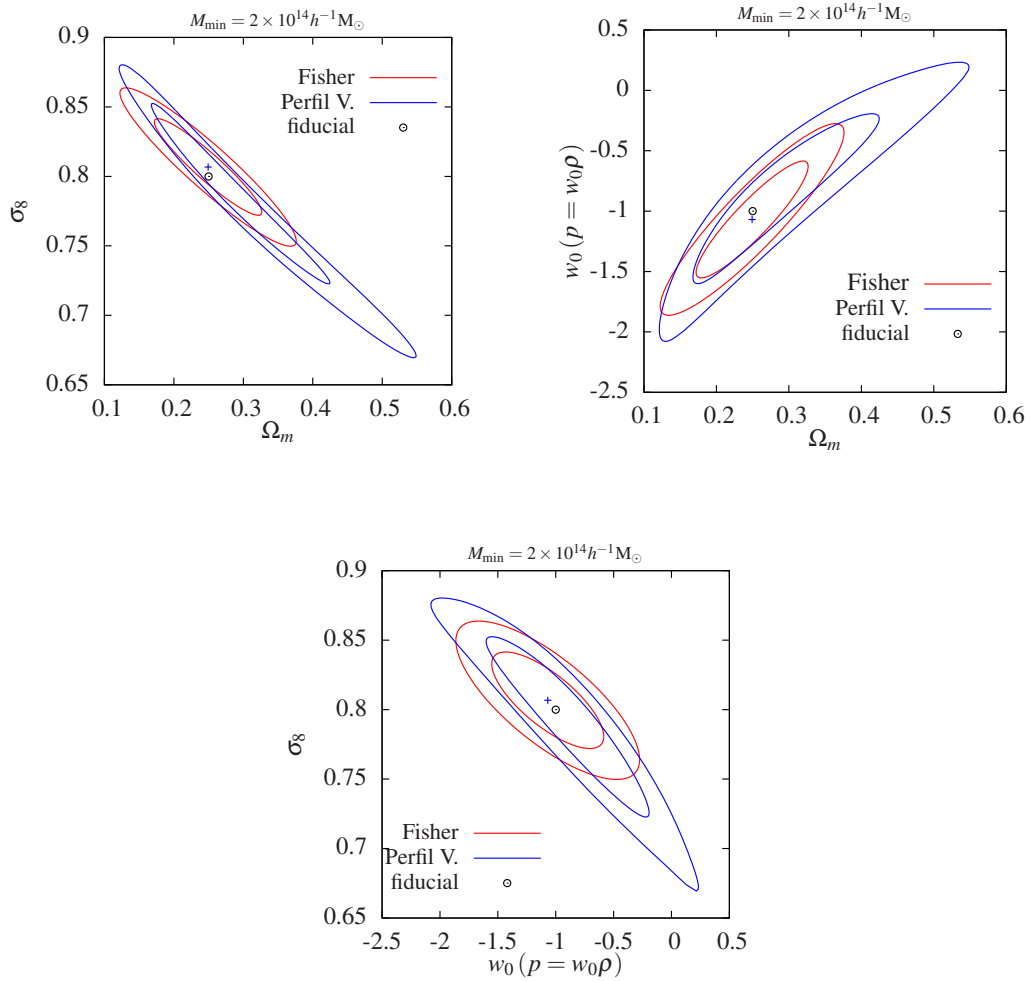 M_min = 2 × 10^14 h^−1 M_⊙
0.9
0.85
0.8
0.75
0.7
0.65
σ_8
Fisher
Perfil V.
fiducial
0.1 0.2 0.3 0.4 0.5 0.6
Ω_m
M_min = 2 × 10^14 h^−1 M_⊙
0.5
0
-0.5
-1
-1.5
-2
-2.5
w_0 (p = w_0ρ)
Fisher
Perfil V.
fiducial
0.1 0.2 0.3 0.4 0.5 0.6
Ω_m
M_min = 2 × 10^14 h^−1 M_⊙
0.9
0.85
0.8
0.75
0.7
0.65
σ_8
Fisher
Perfil V.
fiducial
-2.5 -2 -1.5 -1 -0.5 0 0.5
w_0 (p = w_0ρ)